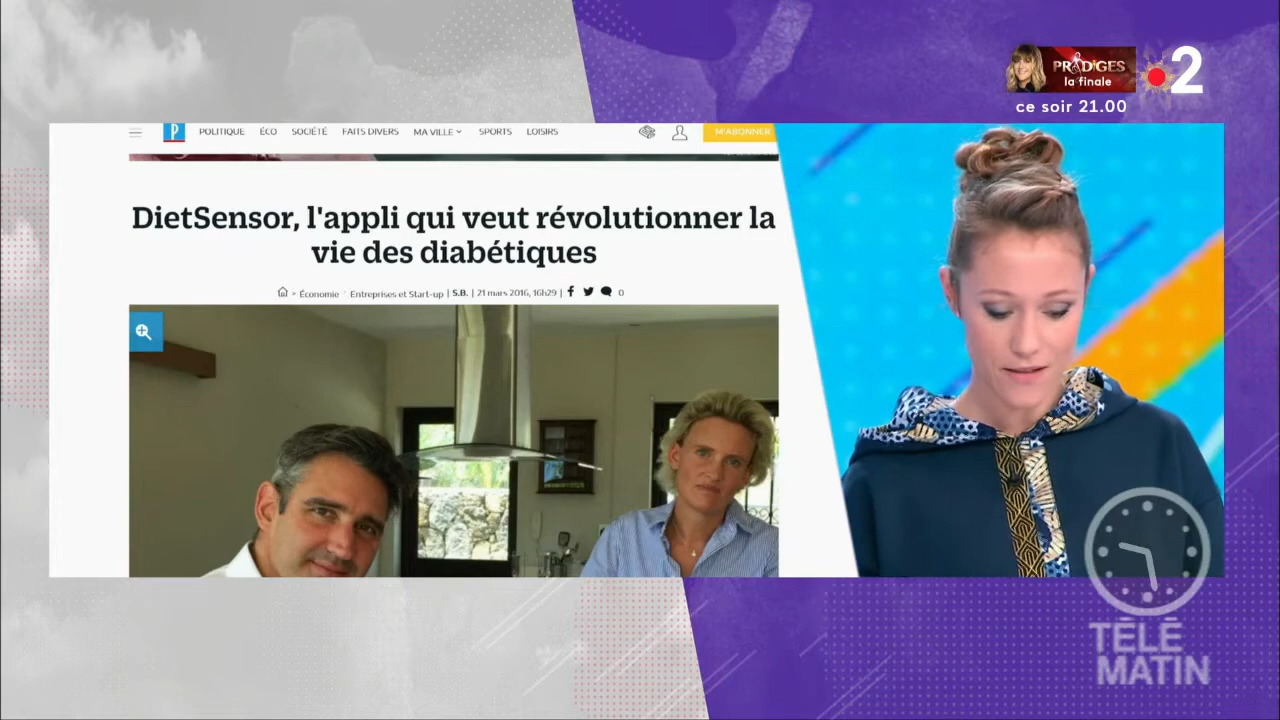 PRODIGES
la finale
2
ce soir 21.00
P
POLITIQUE ÉCO SOCIÉTÉ FAITS DIVERS MA VILLE SPORTS LOISIRS M'ABONNER
DietSensor, l'appli qui veut révolutionner la
vie des diabétiques
> Économie > Entreprises et Start-up | S.B. | 21 mars 2016, 16h29 | f 0
TÉLÉ
MATIN